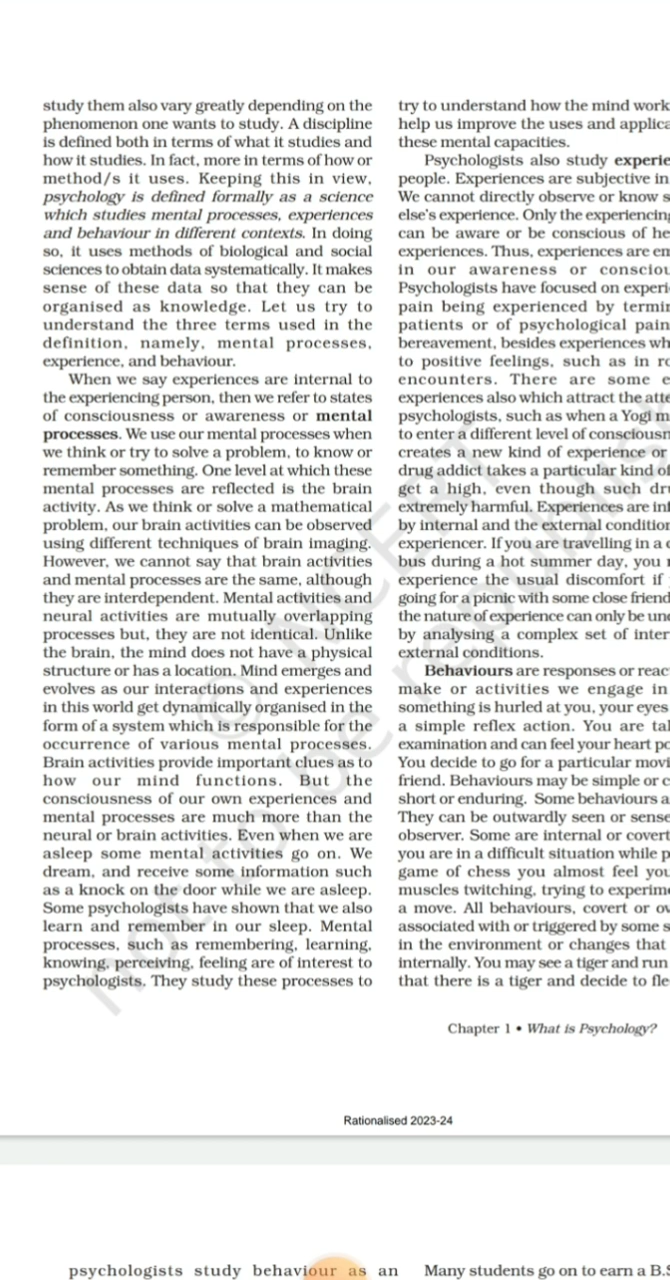 study them also vary greatly depending on the
phenomenon one wants to study. A discipline
is defined both in terms of what it studies and
how it studies. In fact, more in terms of how or
method/s it uses. Keeping this in view,
psychology is defined formally as a science
which studies mental processes, experiences
and behaviour in different contexts. In doing
so, it uses methods of biological and social
sciences to obtain data systematically. It makes
sense of these data so that they can be
organised as knowledge. Let us try to
understand the three terms used in the
definition, namely, mental processes,
experience, and behaviour.
When we say experiences are internal to
the experiencing person, then we refer to states
of consciousness or awareness or mental
processes. We use our mental processes when
we think or try to solve a problem, to know or
remember something. One level at which these
mental processes are reflected is the brain
activity. As we think or solve a mathematical
problem, our brain activities can be observed
using different techniques of brain imaging.
However, we cannot say that brain activities
and mental processes are the same, although
they are interdependent. Mental activities and
neural activities are mutually overlapping
processes but, they are not identical. Unlike
the brain, the mind does not have a physical
structure or has a location. Mind emerges and
evolves as our interactions and experiences
in this world get dynamically organised in the
form of a system which is responsible for the
occurrence of various mental processes.
Brain activities provide important clues as to
how our mind functions. But the
consciousness of our own experiences and
mental processes are much more than the
neural or brain activities. Even when we are
asleep some mental activities go on. We
dream, and receive some information such
as a knock on the door while we are asleep.
Some psychologists have shown that we also
learn and remember in our sleep. Mental
processes, such as remembering, learning,
knowing, perceiving, feeling are of interest to
psychologists. They study these processes to
try to understand how the mind work
help us improve the uses and applica
these mental capacities.
Psychologists also study experie
people. Experiences are subjective in
We cannot directly observe or know s
else's experience. Only the experiencing
can be aware or be conscious of he
experiences. Thus, experiences are em
in our awareness or consciou
Psychologists have focused on experi
pain being experienced by termin
patients or of psychological pain
bereavement, besides experiences wh
to positive feelings, such as in ro
encounters. There are some e
experiences also which attract the atte
psychologists, such as when a Yogi m
to enter a different level of consciousn
creates a new kind of experience or
drug addict takes a particular kind of
get a high, even though such dru
extremely harmful. Experiences are inf
by internal and the external condition
experiencer. If you are travelling in a c
bus during a hot summer day, you
experience the usual discomfort if
going for a picnic with some close friend
the nature of experience can only be und
by analysing a complex set of inter
external conditions.
Behaviours are responses or reac
make or activities we engage in
something is hurled at you, your eyes
a simple reflex action. You are tak
examination and can feel your heart po
You decide to go for a particular movi
friend. Behaviours may be simple or c
short or enduring. Some behaviours a
They can be outwardly seen or sense
observer. Some are internal or covert
you are in a difficult situation while p
game of chess you almost feel you
muscles twitching, trying to experime
a move. All behaviours, covert or ov
associated with or triggered by some s
in the environment or changes that
internally. You may see a tiger and run
that there is a tiger and decide to fle
© NCERT
not to be republish
Chapter 1 • What is Psychology?
Rationalised 2023-24
psychologists study behaviour as an
Many students go on to earn a B.S